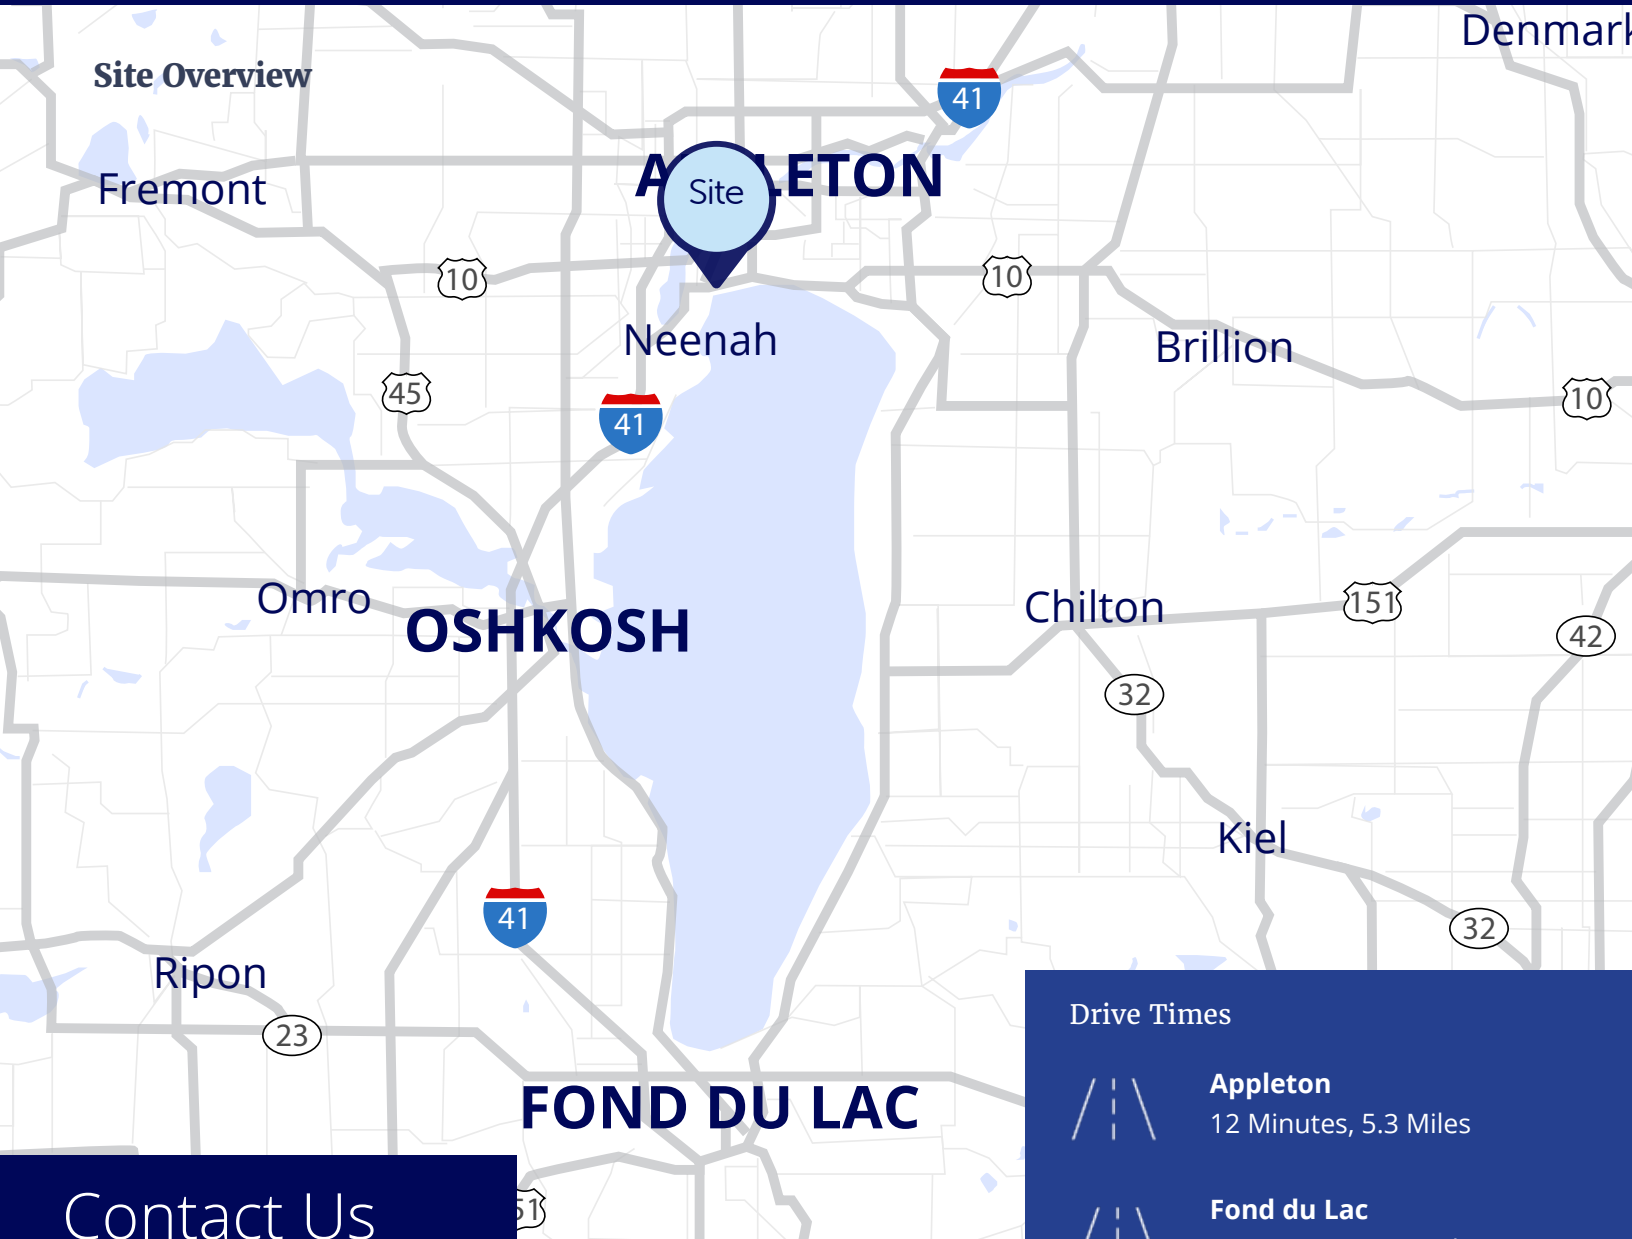 Denmark
Site Overview
41
APPLETON
Site
Fremont
10
10
Neenah
Brillion
45
10
41
Omro
OSHKOSH
Chilton
151
42
32
Kiel
41
32
Ripon
23
Drive Times
Appleton
12 Minutes, 5.3 Miles
FOND DU LAC
Fond du Lac
51
Contact Us